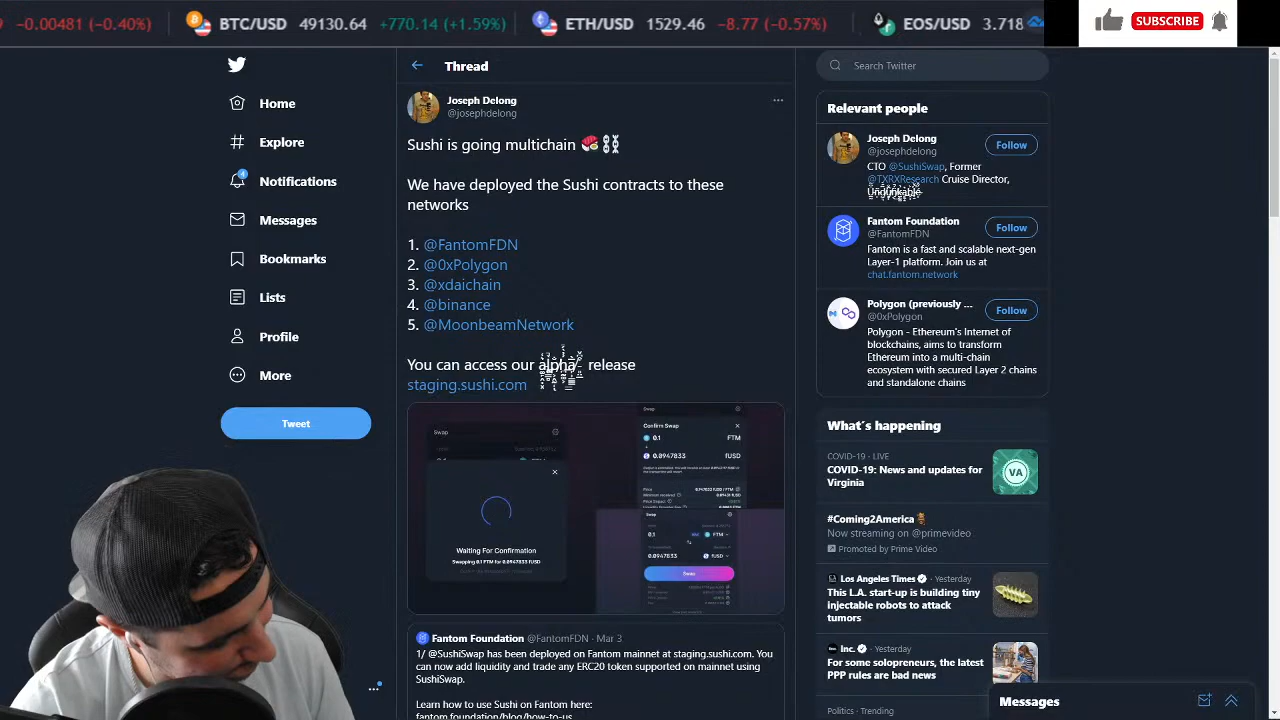 -0.00481 (-0.40%)
BTC/USD 49130.64 +770.14 (+1.59%)
ETH/USD 1529.46 -8.77 (-0.57%)
EOS/USD 3.718
SUBSCRIBE
Home
Explore
4
Notifications
Messages
Bookmarks
Lists
Profile
More
Tweet
Thread
Joseph Delong
@josephdelong
Sushi is going multichain 🍣⛓⛓
We have deployed the Sushi contracts to these
networks
1. @FantomFDN
2. @0xPolygon
3. @xdaichain
4. @binance
5. @MoonbeamNetwork
You can access our alpha release
staging.sushi.com
Swap
Waiting For Confirmation
Swapping 0.1 FTM for 0.0947833 fUSD
Swap
Confirm Swap
0.1 FTM
0.0947833 fUSD
Price
Minimum received
Price Impact
Swap
0.1 FTM
0.0947833 fUSD
Swap
Fantom Foundation @FantomFDN · Mar 3
1/ @SushiSwap has been deployed on Fantom mainnet at staging.sushi.com. You
can now add liquidity and trade any ERC20 token supported on mainnet using
SushiSwap.
Learn how to use Sushi on Fantom here:
fantom.foundation/blog/how-to-us...
Search Twitter
Relevant people
Joseph Delong
@josephdelong
Follow
CTO @SushiSwap, Former
@TXRXResearch Cruise Director,
Fantom Foundation
@FantomFDN
Follow
Fantom is a fast and scalable next-gen
Layer-1 platform. Join us at
chat.fantom.network
Polygon (previously ...
@0xPolygon
Follow
Polygon - Ethereum's Internet of
blockchains, aims to transform
Ethereum into a multi-chain
ecosystem with secured Layer 2 chains
and standalone chains
What's happening
COVID-19 · LIVE
COVID-19: News and updates for
Virginia
VA
#Coming2America
Now streaming on @primevideo
Promoted by Prime Video
Los Angeles Times · Yesterday
This L.A. start-up is building tiny
injectable robots to attack
tumors
Inc. · Yesterday
For some solopreneurs, the latest
PPP rules are bad news
Politics · Trending
Messages